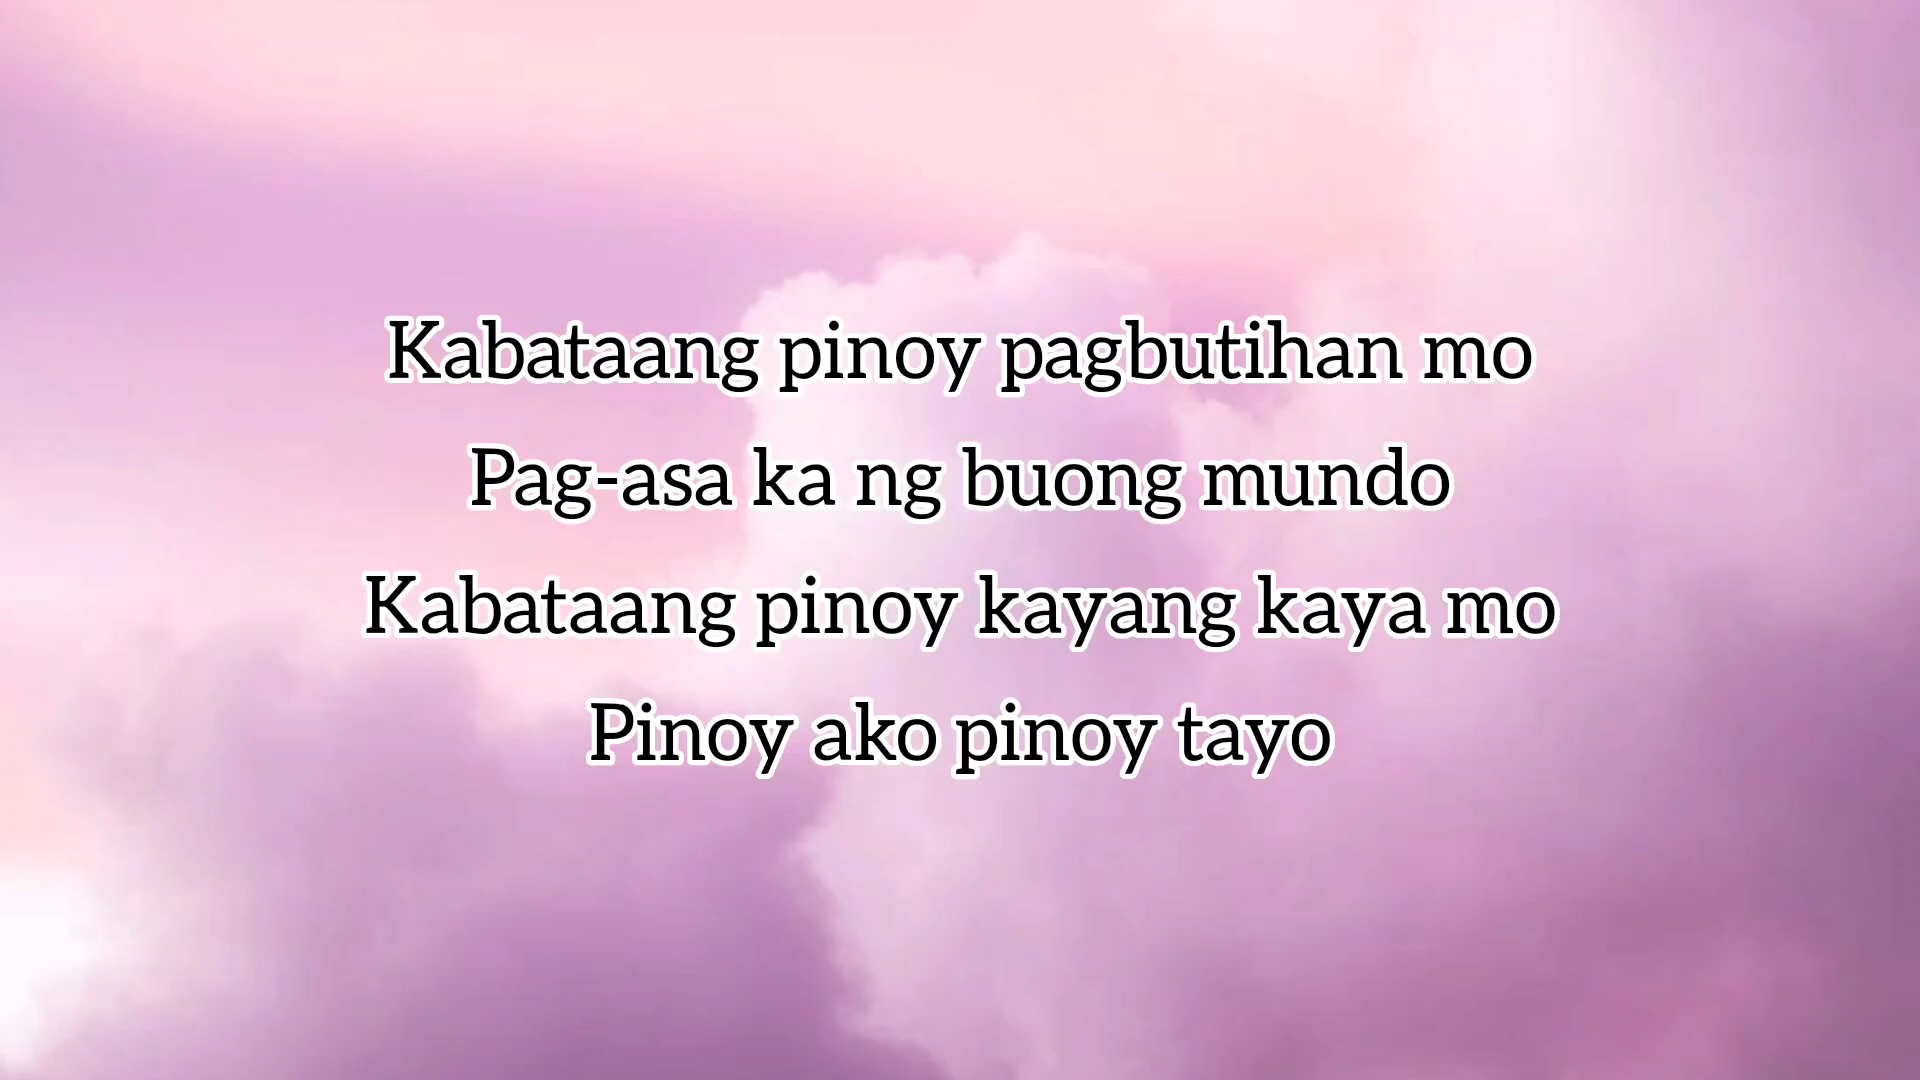 Kabataang pinoy pagbutihan mo
Pag-asa ka ng buong mundo
Kabataang pinoy kayang kaya mo
Pinoy ako pinoy tayo